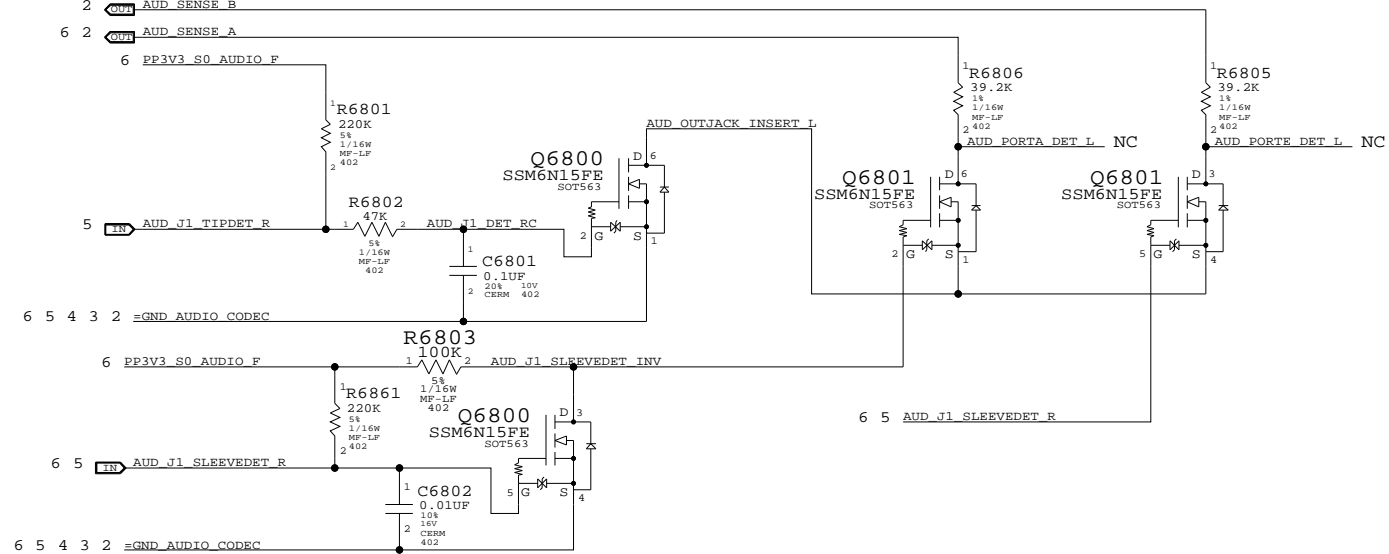 2 OUT AUD_SENSE_B
6 2 OUT AUD_SENSE_A
6 PP3V3_S0_AUDIO_F
1
R6801
220K
5%
1/16W
MF-LF
402
2
1
R6806
39.2K
1%
1/16W
MF-LF
402
2
1
R6805
39.2K
1%
1/16W
MF-LF
402
2
AUD_OUTJACK_INSERT_L
AUD_PORTA_DET_L NC
AUD_PORTE_DET_L NC
Q6800
SSM6N15FE
SOT563
D 6
2 G S 1
Q6801
SSM6N15FE
SOT563
D 6
2 G S 1
Q6801
SSM6N15FE
SOT563
D 3
5 G S 4
5 IN AUD_J1_TIPDET_R
R6802
47K
1 2
5%
1/16W
MF-LF
402
AUD_J1_DET_RC
1
C6801
0.1UF
20% 10V
CERM 402
2
6 5 4 3 2 =GND_AUDIO_CODEC
6 PP3V3_S0_AUDIO_F
R6803
100K
1 2
5%
1/16W
MF-LF
402
AUD_J1_SLEEVEDET_INV
1
R6861
220K
5%
1/16W
MF-LF
402
2
Q6800
SSM6N15FE
SOT563
D 3
5 G S 4
6 5 AUD_J1_SLEEVEDET_R
6 5 IN AUD_J1_SLEEVEDET_R
1
C6802
0.01UF
10%
16V
CERM
402
2
6 5 4 3 2 =GND_AUDIO_CODEC